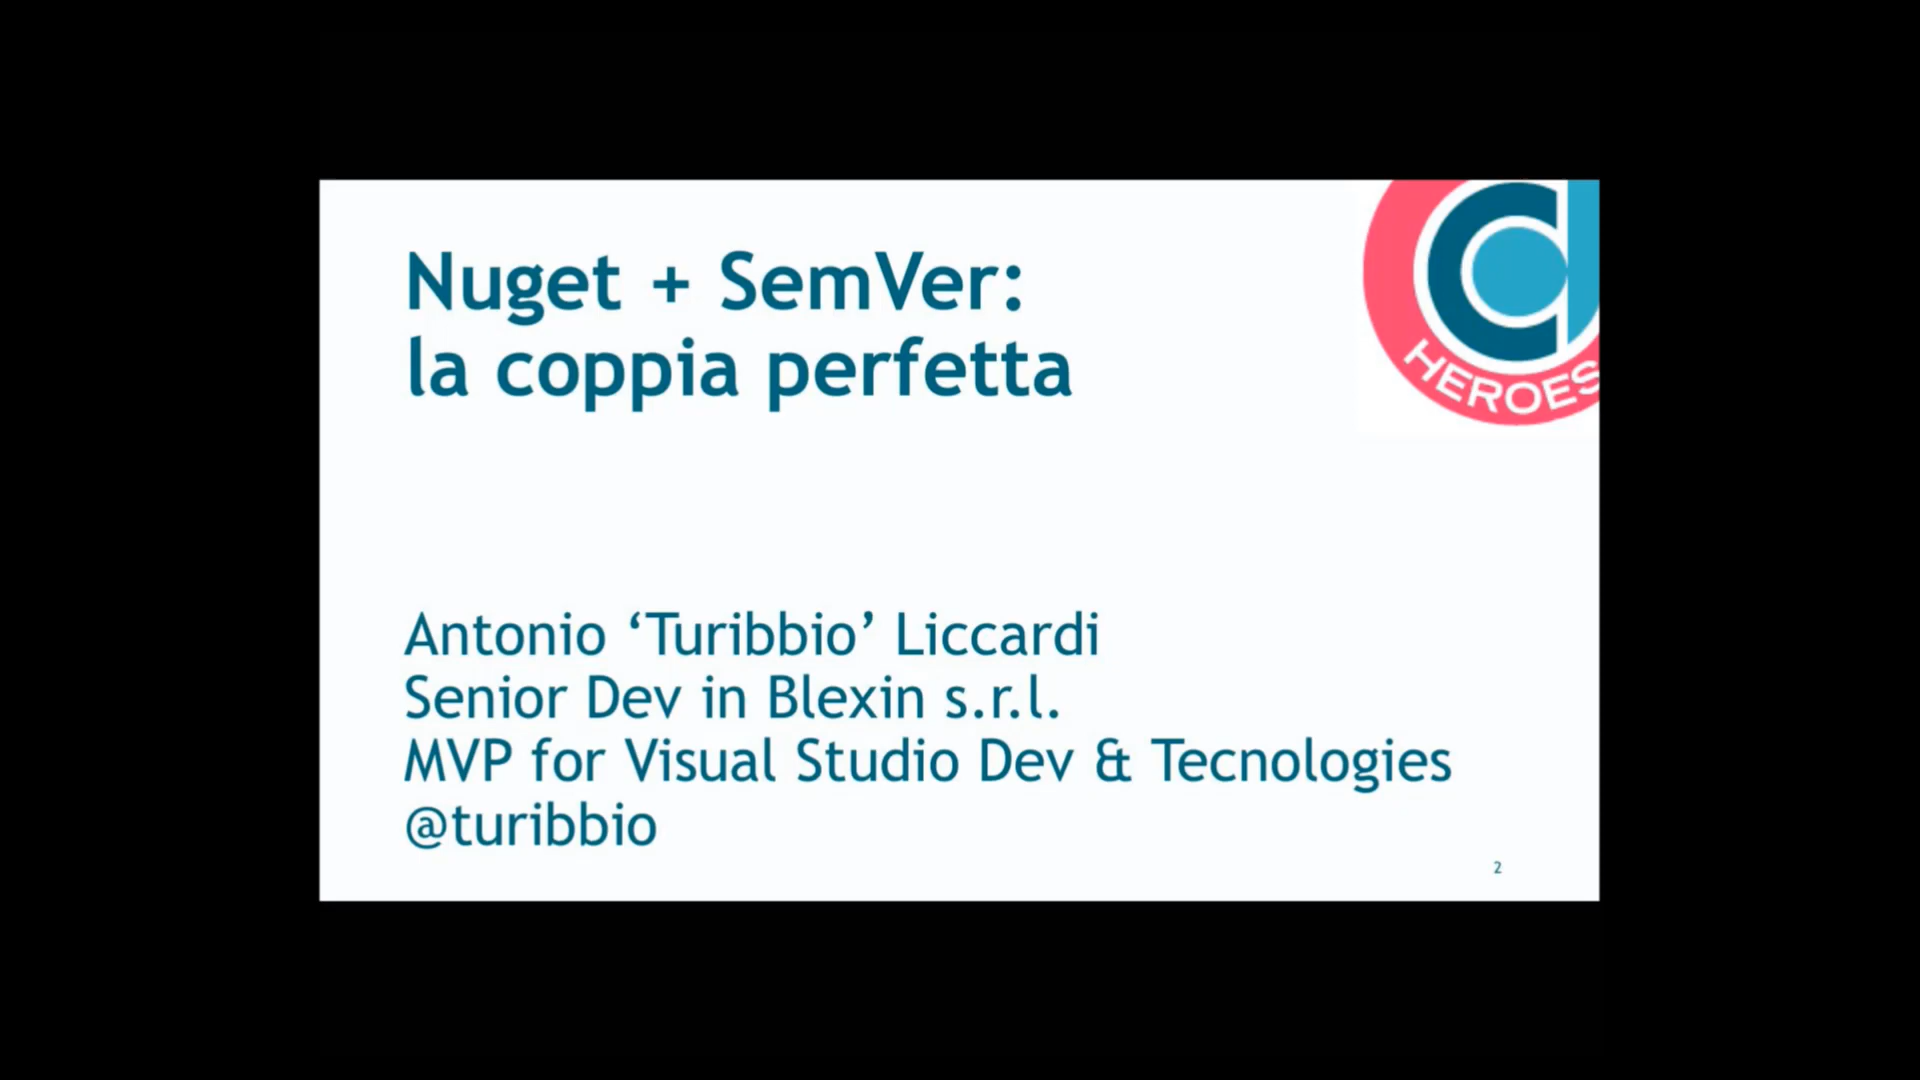 Nuget + SemVer:
la coppia perfetta
HEROES
Antonio ‘Turibbio’ Liccardi
Senior Dev in Blexin s.r.l.
MVP for Visual Studio Dev & Tecnologies
@turibbio
2